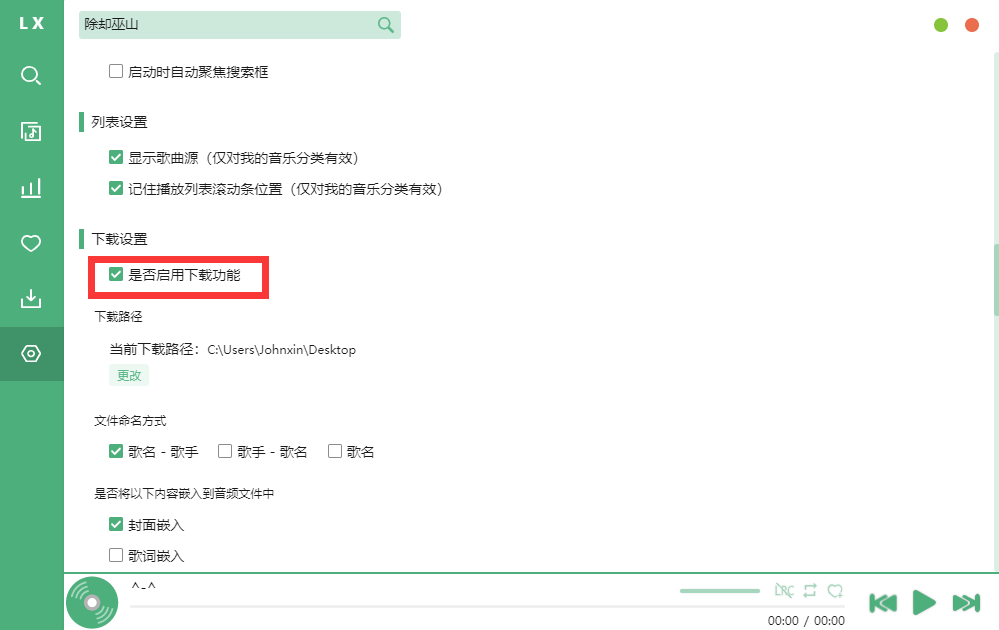 LX
除却巫山
启动时自动聚焦搜索框
列表设置
显示歌曲源（仅对我的音乐分类有效）
记住播放列表滚动条位置（仅对我的音乐分类有效）
下载设置
是否启用下载功能
下载路径
当前下载路径：C:\Users\Johnxin\Desktop
更改
文件命名方式
歌名 - 歌手 歌手 - 歌名 歌名
是否将以下内容嵌入到音频文件中
封面嵌入
歌词嵌入
^-^
LRC
00:00 / 00:00